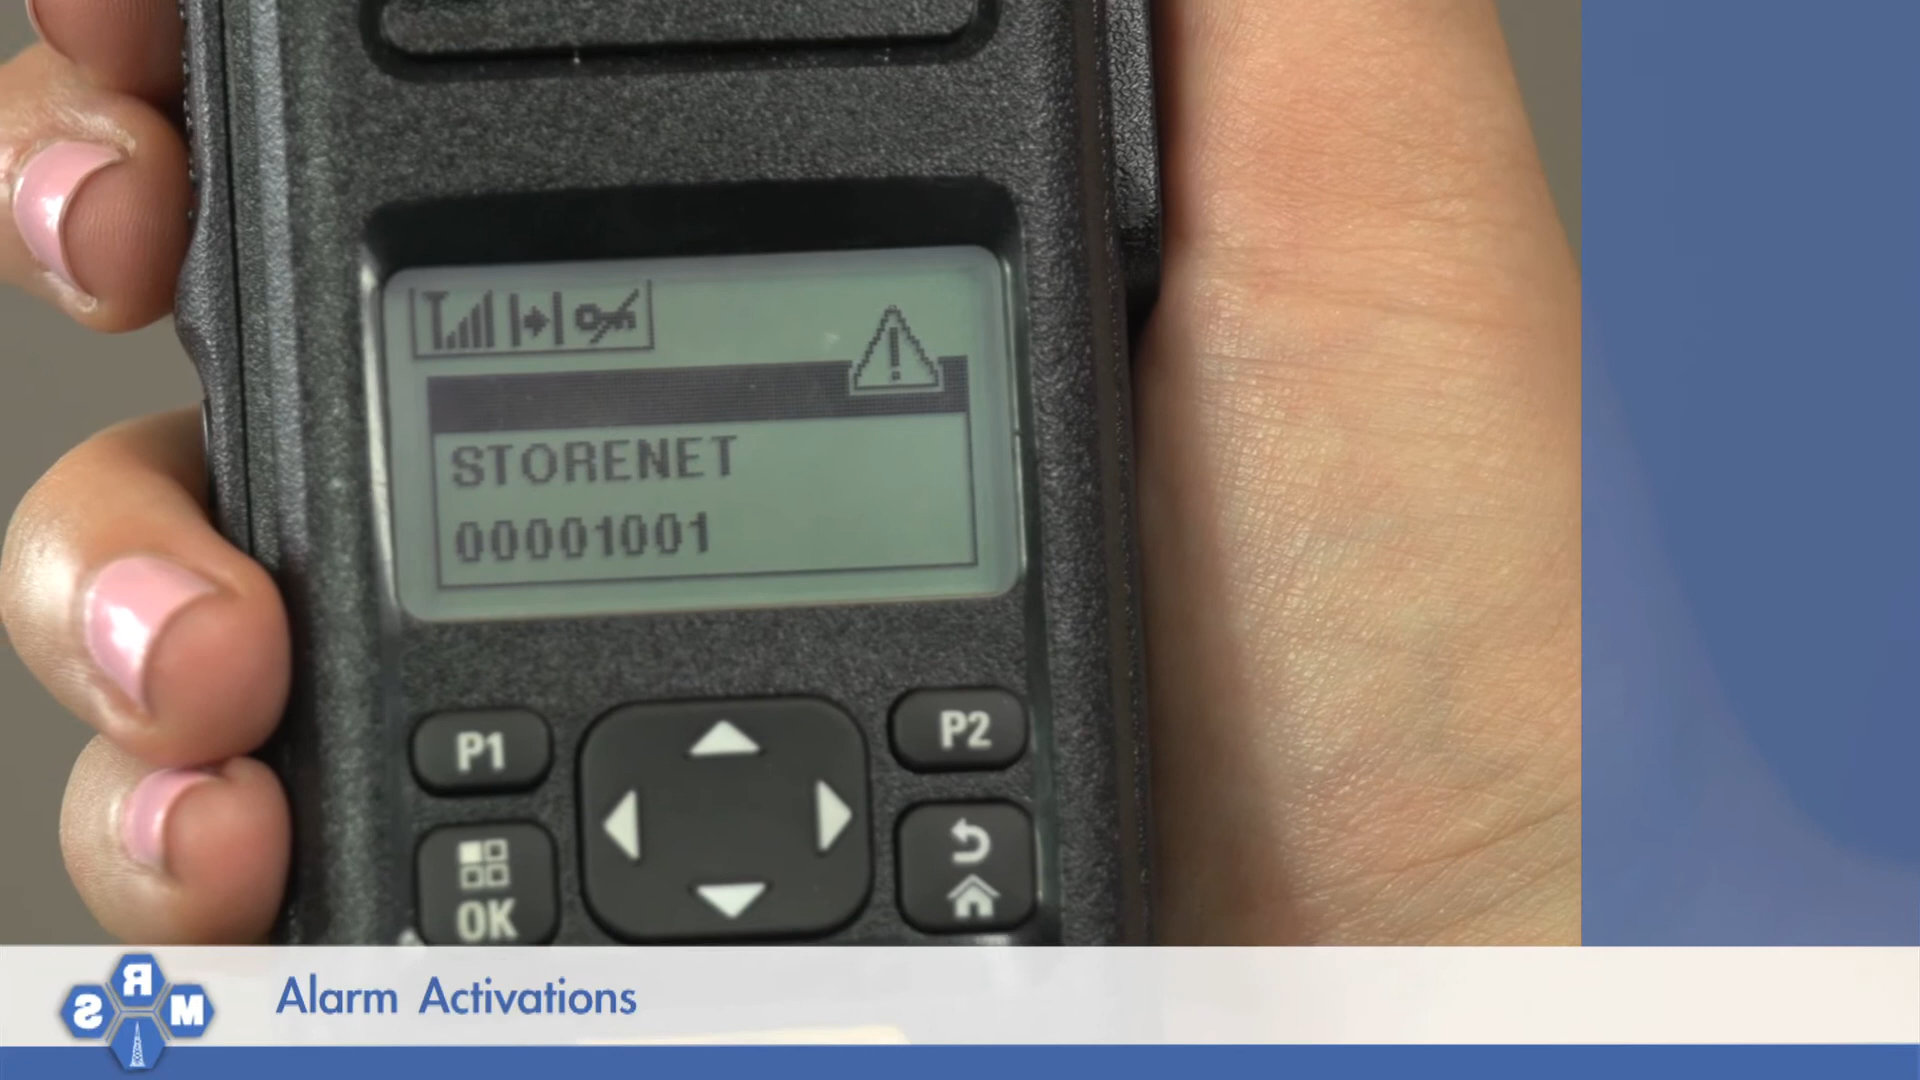 STORENET
00001001
P1
P2
OK
R
S M
Alarm Activations